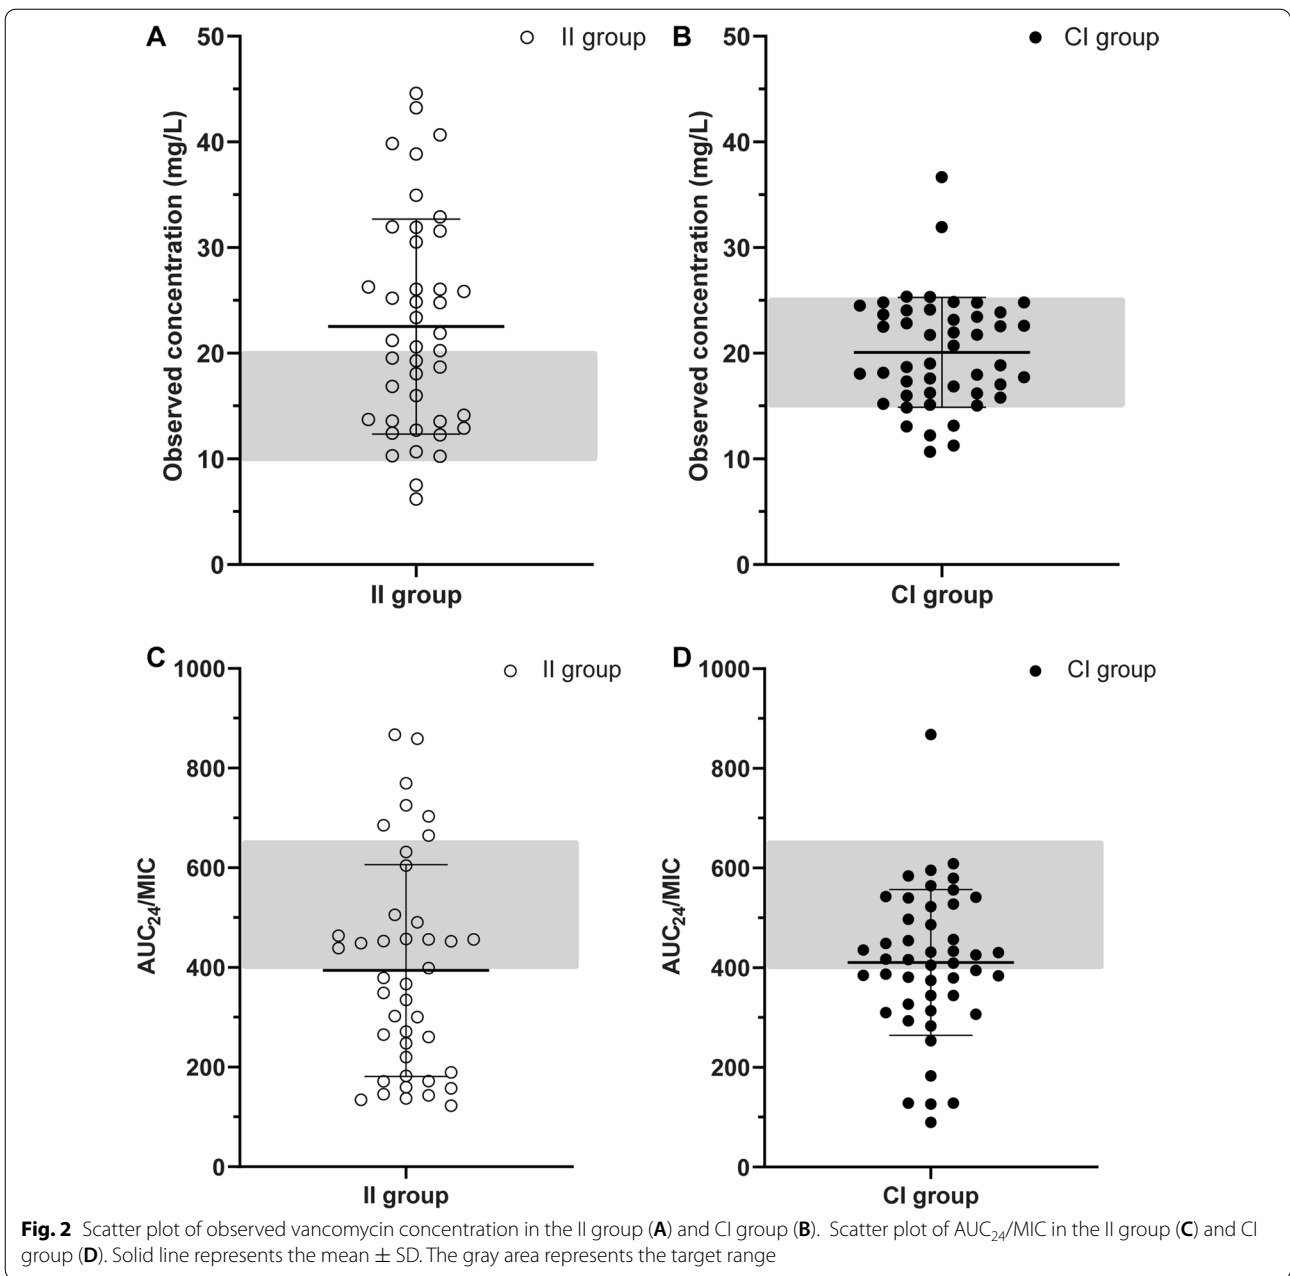 A
II group
50
40
30
20
10
0
Observed concentration (mg/L)
II group
B
CI group
50
40
30
20
10
0
Observed concentration (mg/L)
CI group
C
II group
1000
800
600
400
200
0
AUC24/MIC
II group
D
CI group
1000
800
600
400
200
0
AUC24/MIC
CI group
Fig. 2 Scatter plot of observed vancomycin concentration in the II group (A) and CI group (B). Scatter plot of AUC24/MIC in the II group (C) and CI
group (D). Solid line represents the mean ± SD. The gray area represents the target range